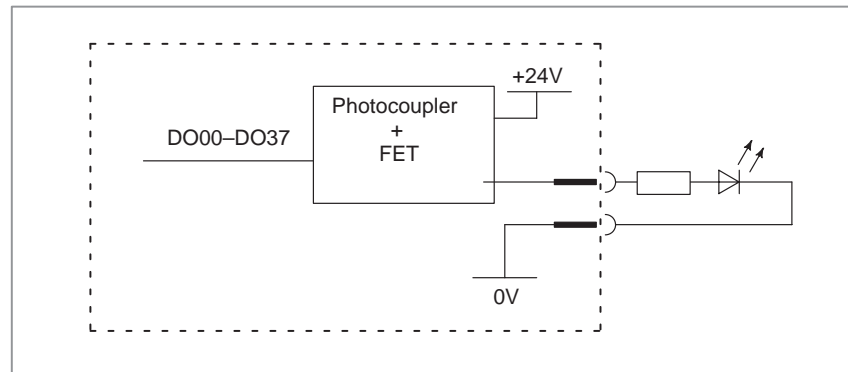 +24V
Photocoupler
+
FET
DO00–DO37
0V